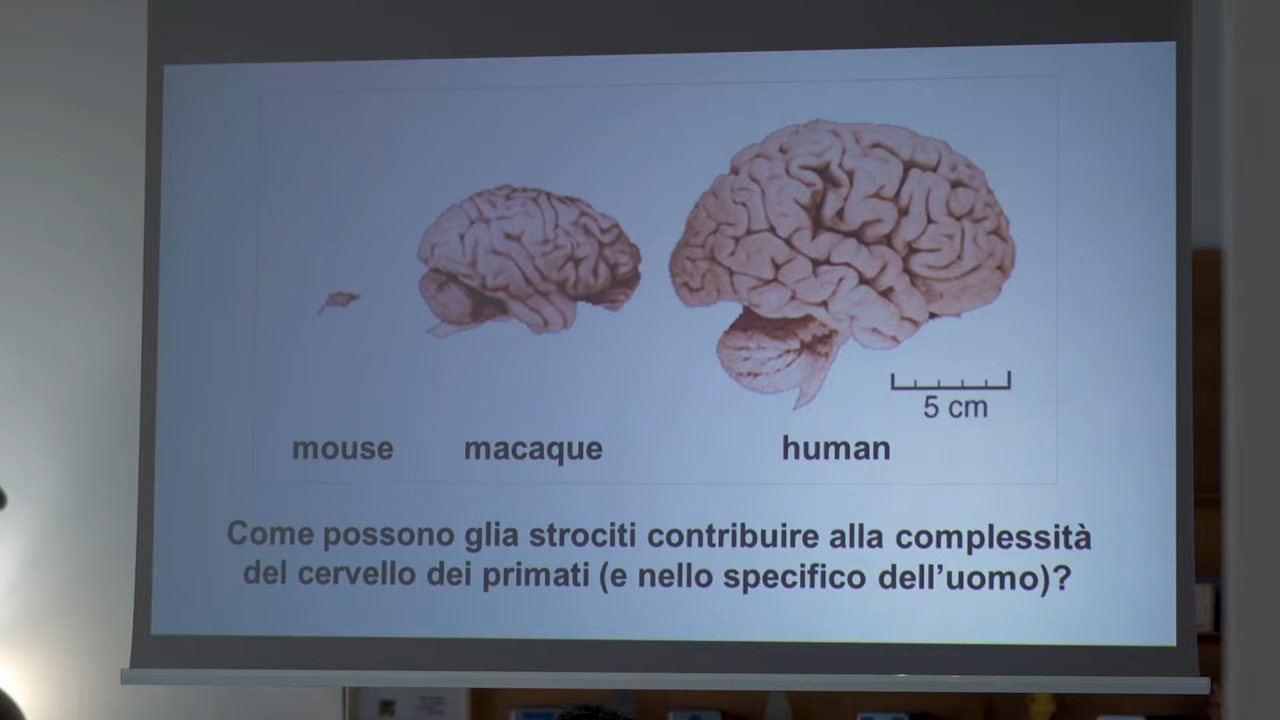 5 cm
mouse macaque human
Come possono glia strociti contribuire alla complessità
del cervello dei primati (e nello specifico dell'uomo)?